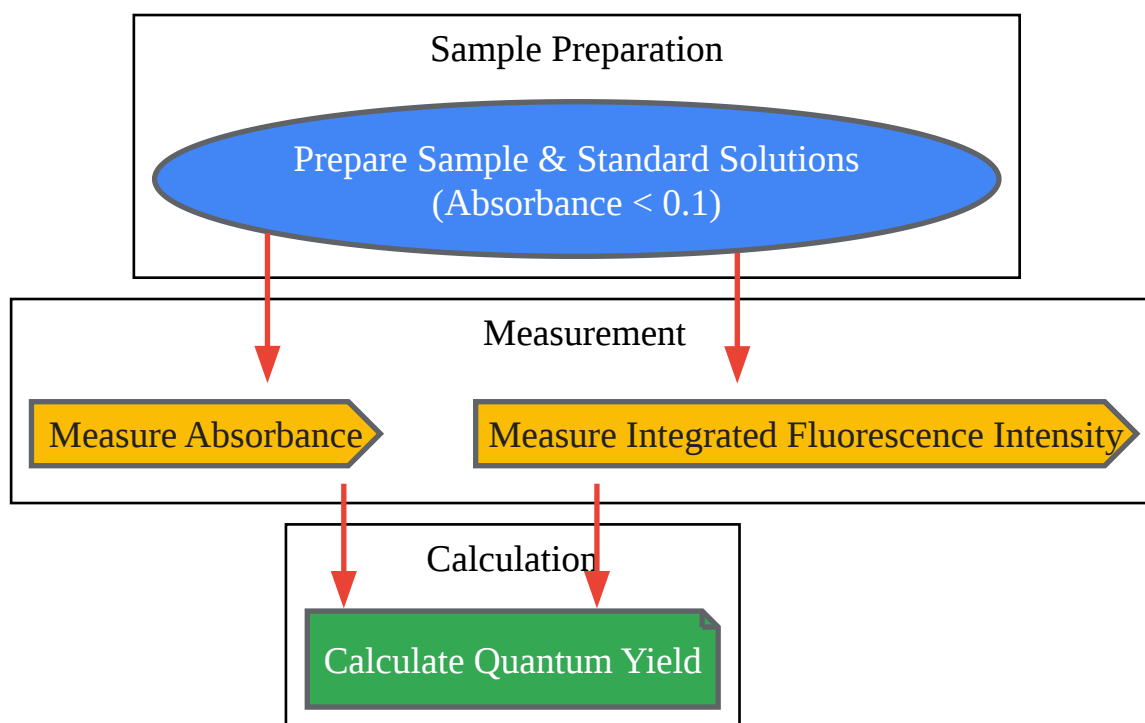 Sample Preparation
Prepare Sample & Standard Solutions
(Absorbance < 0.1)
Measurement
Measure Absorbance
Measure Integrated Fluorescence Intensity
Calculation
Calculate Quantum Yield